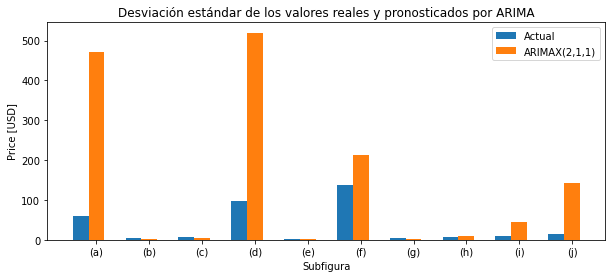 Desviación estándar de los valores reales y pronosticados por ARIMA
Actual
ARIMAX(2,1,1)
Price [USD]
500
400
300
200
100
0
(a) (b) (c) (d) (e) (f) (g) (h) (i) (j)
Subfigura